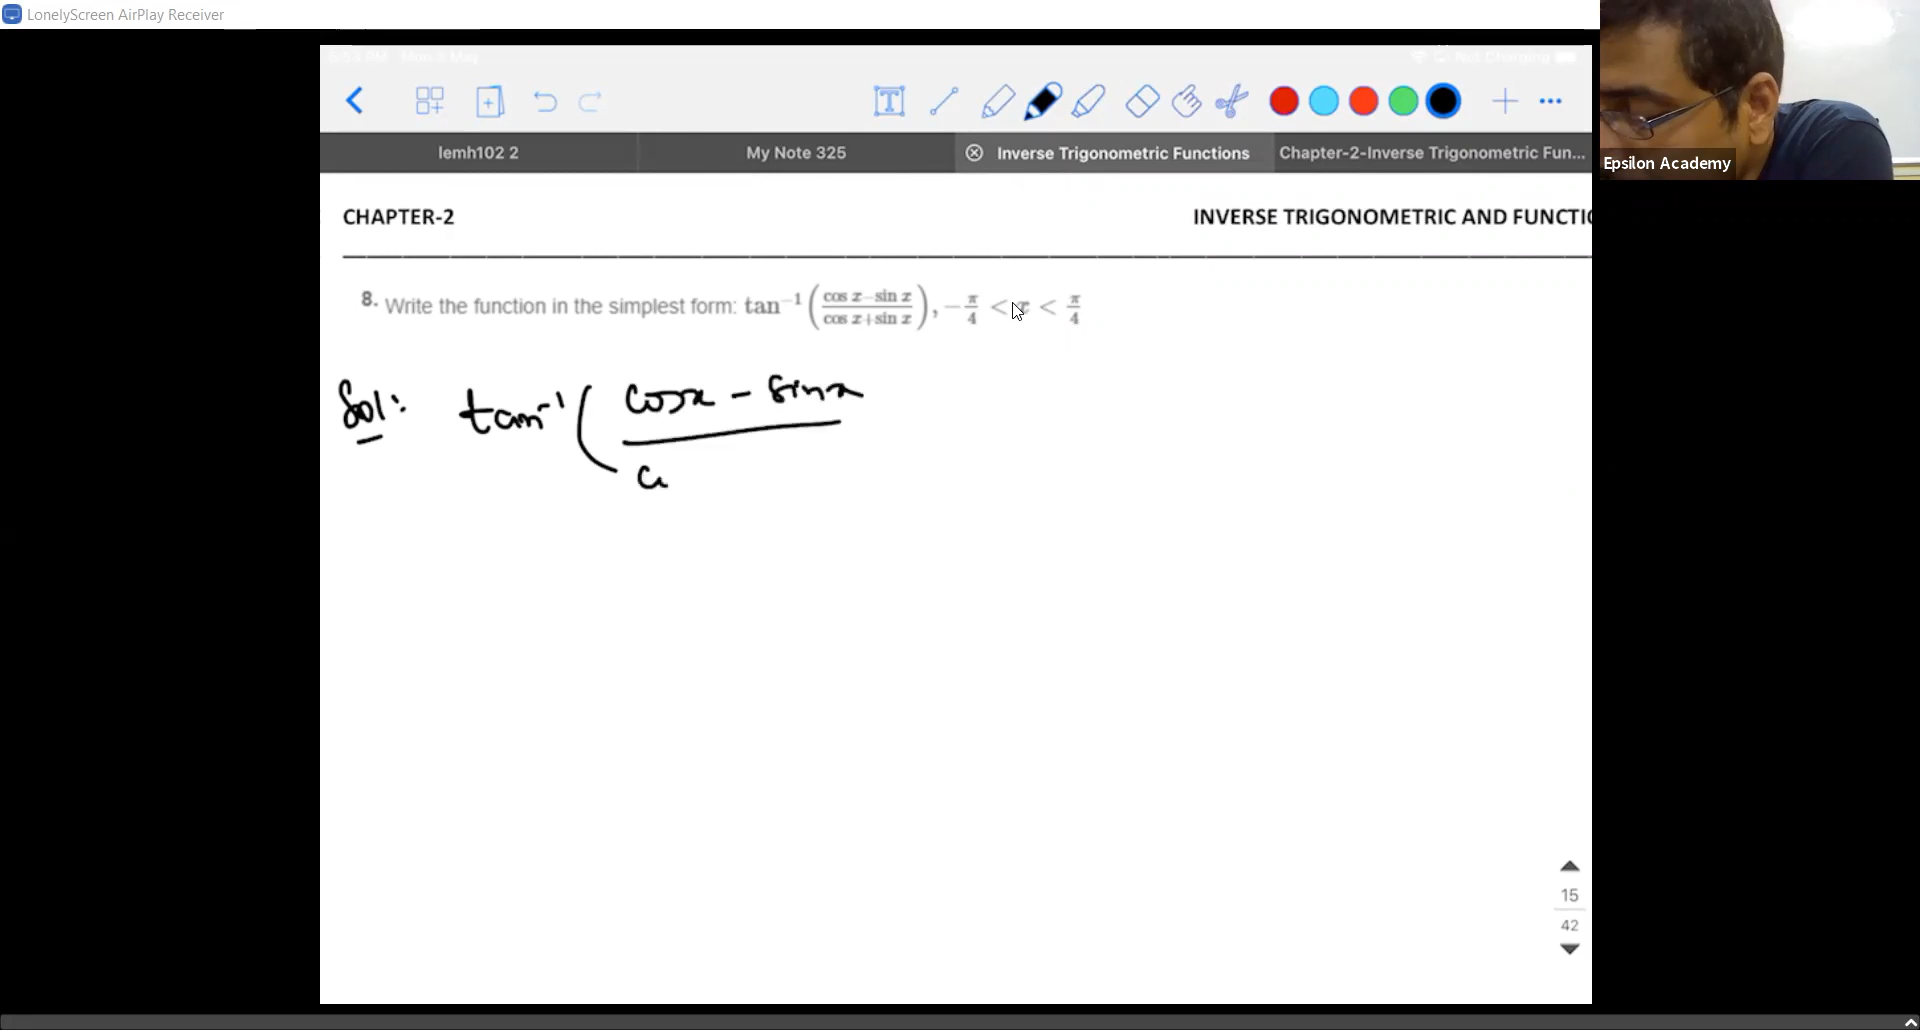 LonelyScreen AirPlay Receiver
lemh102 2
My Note 325
Inverse Trigonometric Functions
Chapter-2-Inverse Trigonometric Fun...
Epsilon Academy
CHAPTER-2
INVERSE TRIGONOMETRIC AND FUNCTI
8. Write the function in the simplest form: tan⁻¹ ((cos x−sin x)/(cos x+sin x)), −π/4 < x < π/4
Sol: tan⁻¹ ( cosx − sinx
15
42